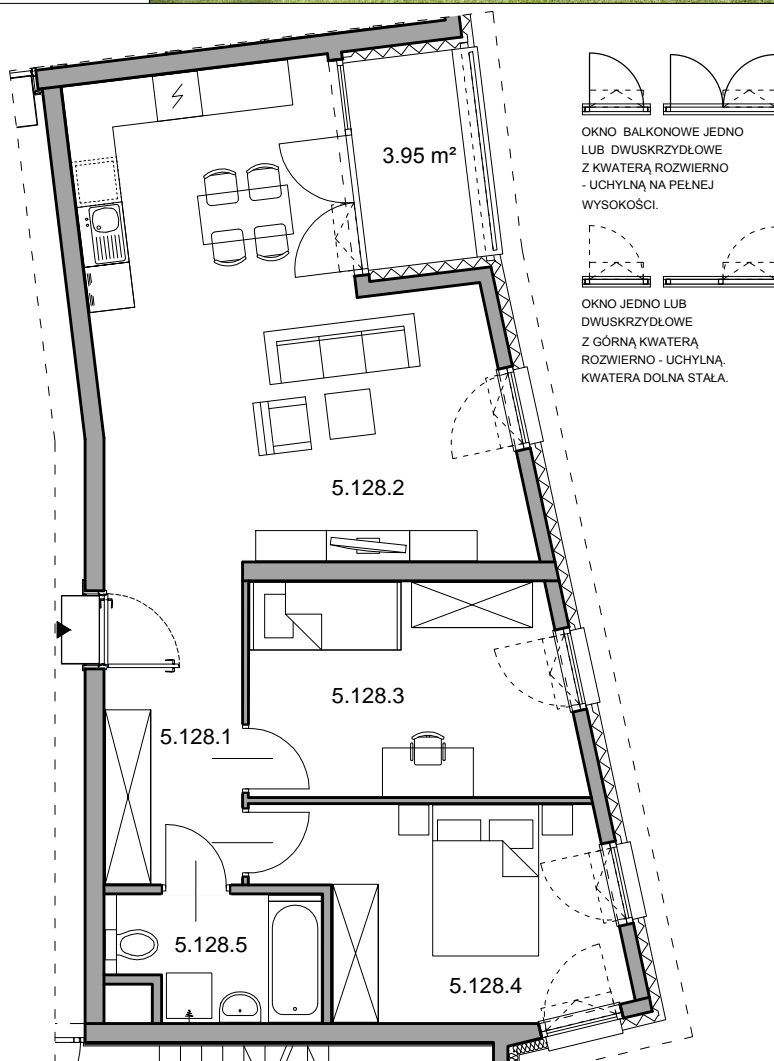 3.95 m²
OKNO BALKONOWE JEDNO
LUB DWUSKRZYDŁOWE
Z KWATERĄ ROZWIERNO
- UCHYLNĄ NA PEŁNEJ
WYSOKOŚCI.
OKNO JEDNO LUB
DWUSKRZYDŁOWE
Z GÓRNĄ KWATERĄ
ROZWIERNO - UCHYLNĄ.
KWATERA DOLNA STAŁA.
5.128.2
5.128.3
5.128.1
5.128.5
5.128.4